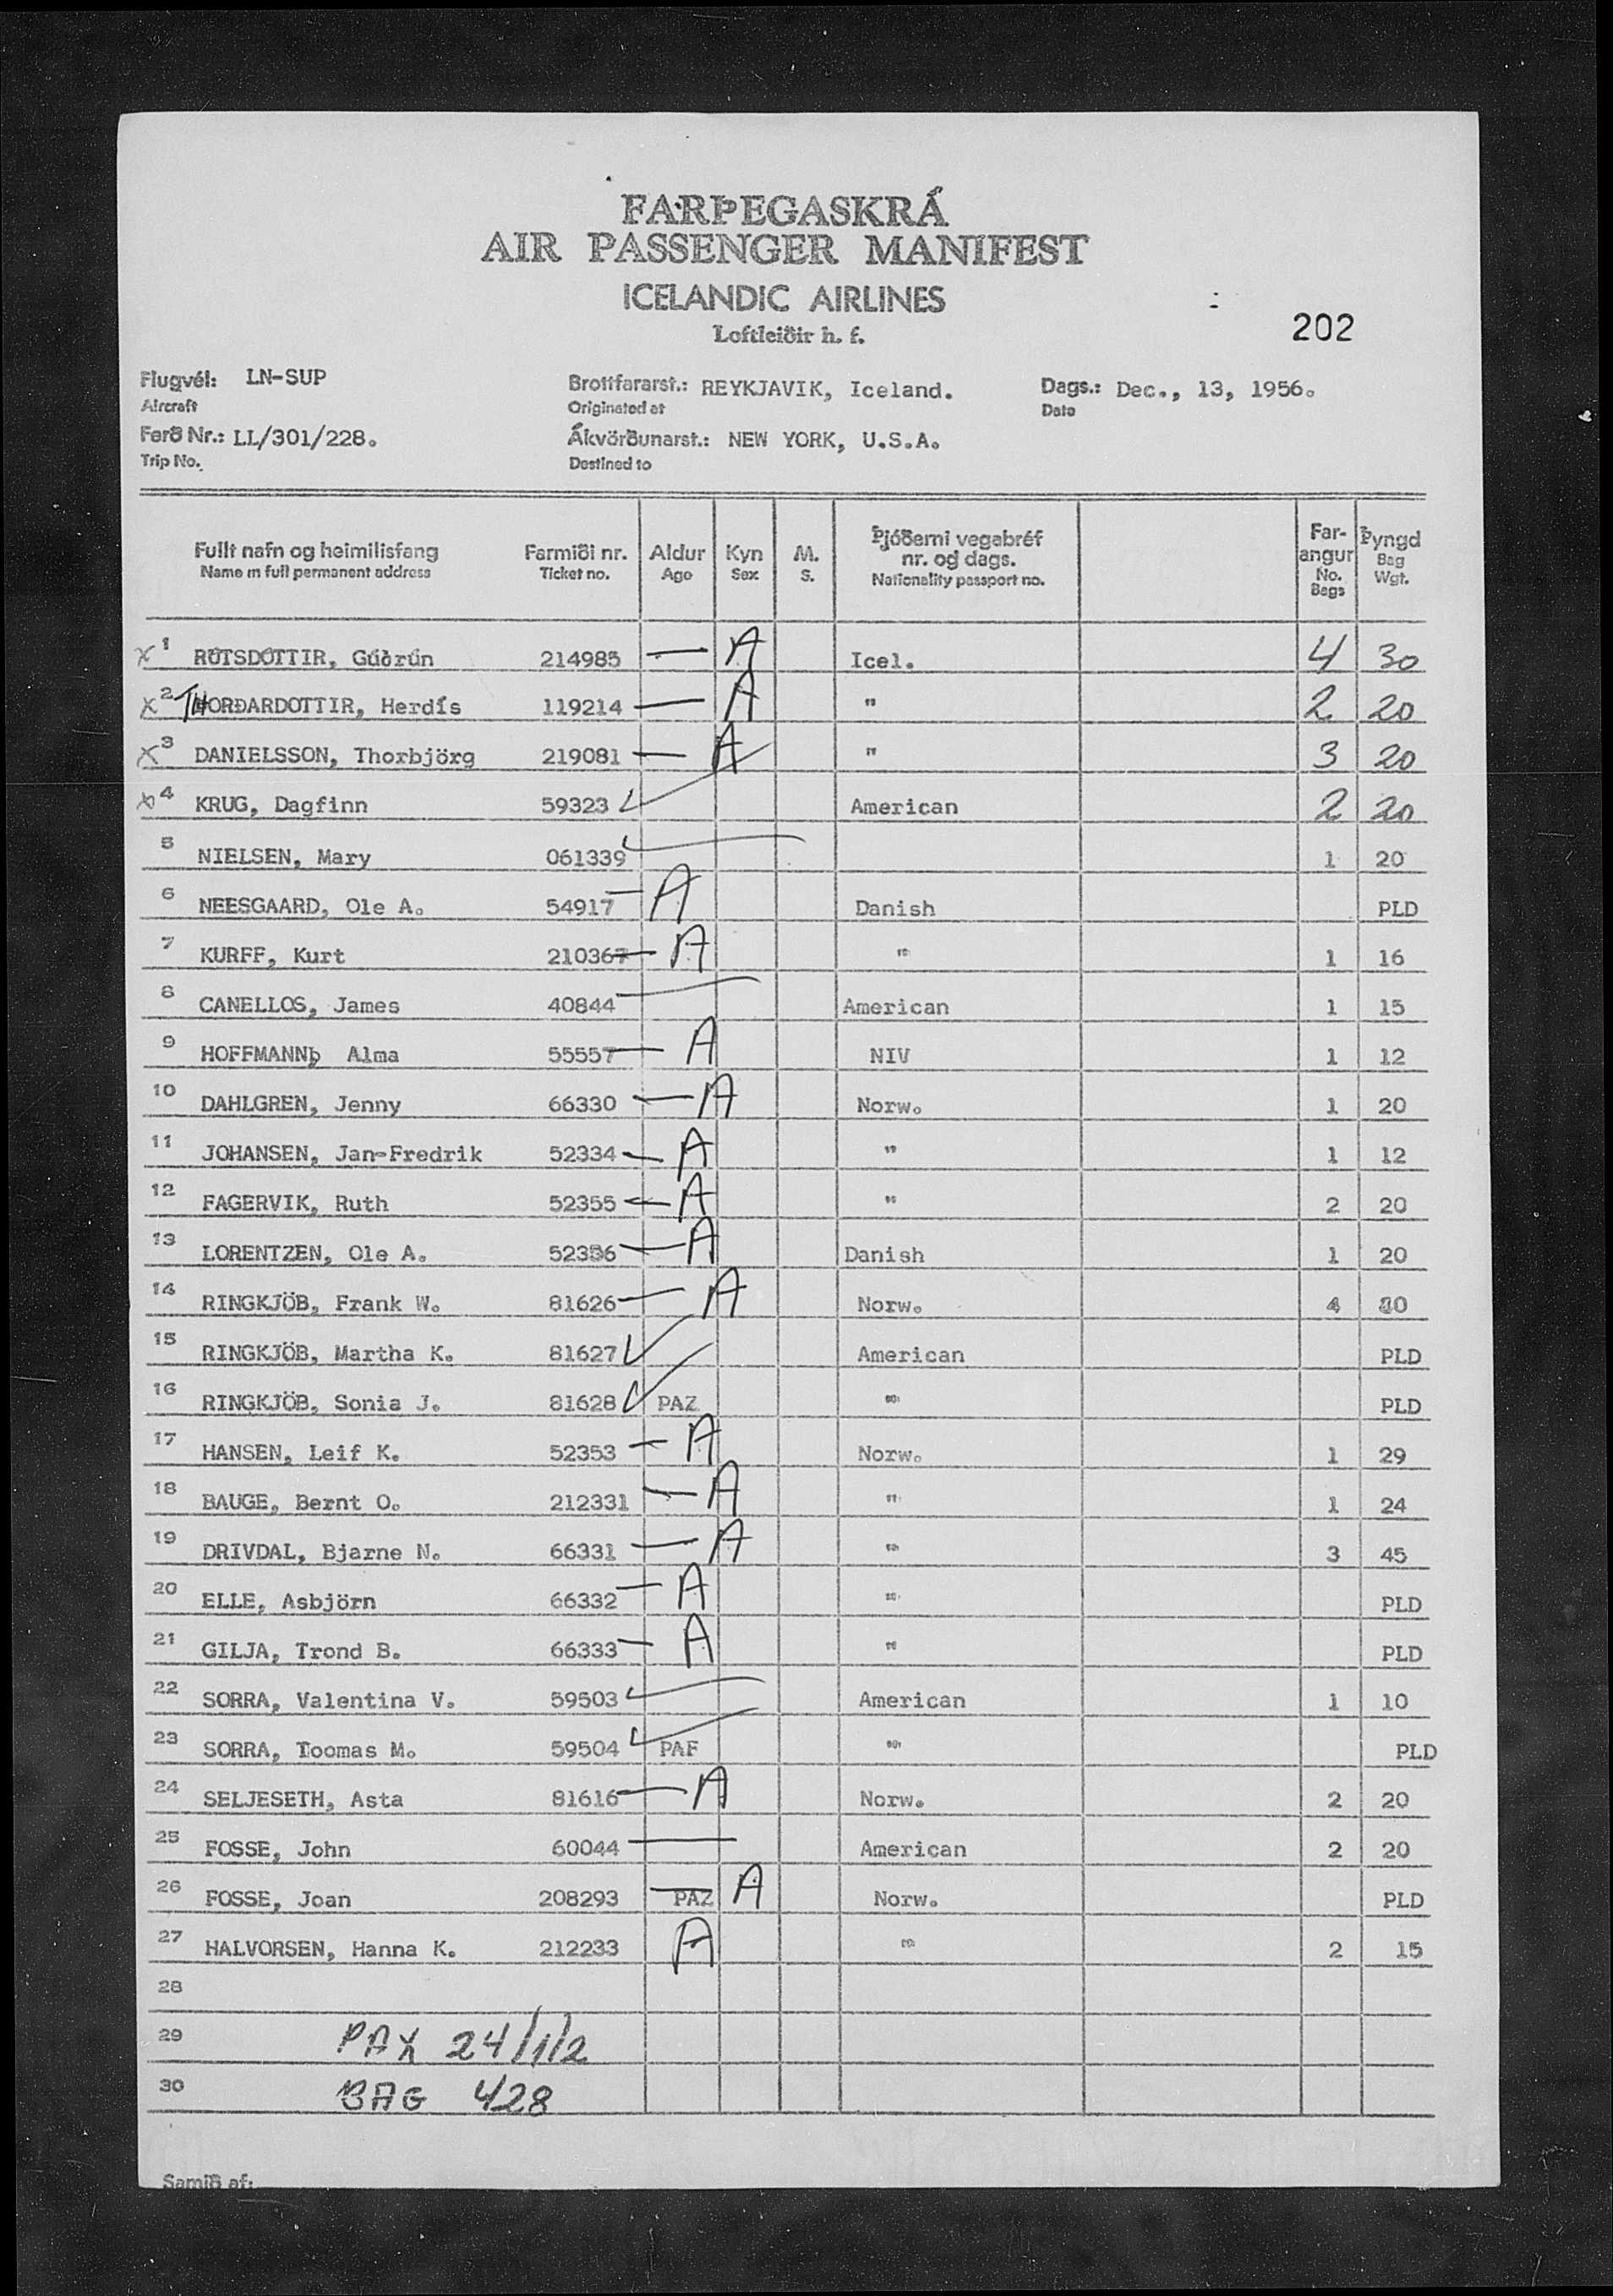 FARÞEGASKRÁ
AIR PASSENGER MANIFEST
ICELANDIC AIRLINES
Loftleiðir h. f.
202
Flugvél: LN-SUP Brottfararst.: REYKJAVIK, Iceland. Dags.: Dec., 13, 1956.
Aircraft Originated at Date
Ferð Nr.: LL/301/228. Ákvörðunarst.: NEW YORK, U.S.A.
Trip No. Destined to
Fullt nafn og heimilisfang Farmiði nr. Aldur Kyn M. Þjóðerni vegabréf nr. og dags. Far-angur Þyngd
Name in full permanent address Ticket no. Age Sex S. Nationality passport no. No. Bags Bag Wgt.
X 1 RÚTSDÓTTIR, Gúðrún 214985 — A Icel. 4 30
X 2 THORÐARDOTTIR, Herdís 119214 — A " 2 20
X 3 DANIELSSON, Thorbjörg 219081 — A " 3 20
4 KRUG, Dagfinn 59323 American 2 20
5 NIELSEN, Mary 061339 1 20
6 NEESGAARD, Ole A. 54917 — A Danish PLD
7 KURFF, Kurt 210367 — A " 1 16
8 CANELLOS, James 40844 American 1 15
9 HOFFMANN, Alma 55557 — A NIV 1 12
10 DAHLGREN, Jenny 66330 — A Norw. 1 20
11 JOHANSEN, Jan-Fredrik 52334 — A " 1 12
12 FAGERVIK, Ruth 52355 — A " 2 20
13 LORENTZEN, Ole A. 52356 — A Danish 1 20
14 RINGKJÖB, Frank W. 81626 — A Norw. 4
15 RINGKJÖB, Martha K. 81627 American PLD
16 RINGKJÖB, Sonia J. 81628 PAZ " PLD
17 HANSEN, Leif K. 52353 — A Norw. 1 29
18 BAUGE, Bernt O. 212331 — A " 1 24
19 DRIVDAL, Bjarne N. 66331 — A " 3 45
20 ELLE, Asbjörn 66332 — A " PLD
21 GILJA, Trond B. 66333 — A " PLD
22 SORRA, Valentina V. 59503 American 1 10
23 SORRA, Toomas M. 59504 PAF " PLD
24 SELJESETH, Asta 81616 — A Norw. 2 20
25 FOSSE, John 60044 — American 2 20
26 FOSSE, Joan 208293 PAZ A Norw. PLD
27 HALVORSEN, Hanna K. 212233 A " 2 15
28
29 PAX 24/1/2
30 BAG 428
Samið af: